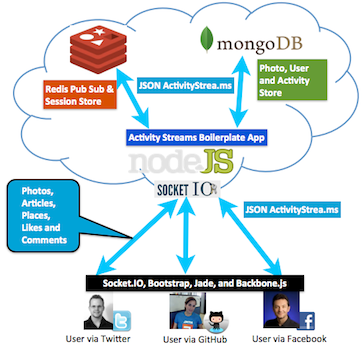 mongoDB
JSON ActivityStrea.ms
Redis Pub Sub &
Session Store
Photo, User
and Activity
Store
Activity Streams Boilerplate App
nodeJS
SOCKET IO
Photos,
Articles,
Places,
Likes and
Comments
JSON ActivityStrea.ms
Socket.IO, Bootstrap, Jade, and Backbone.js
User via Twitter
User via GitHub
User via Facebook